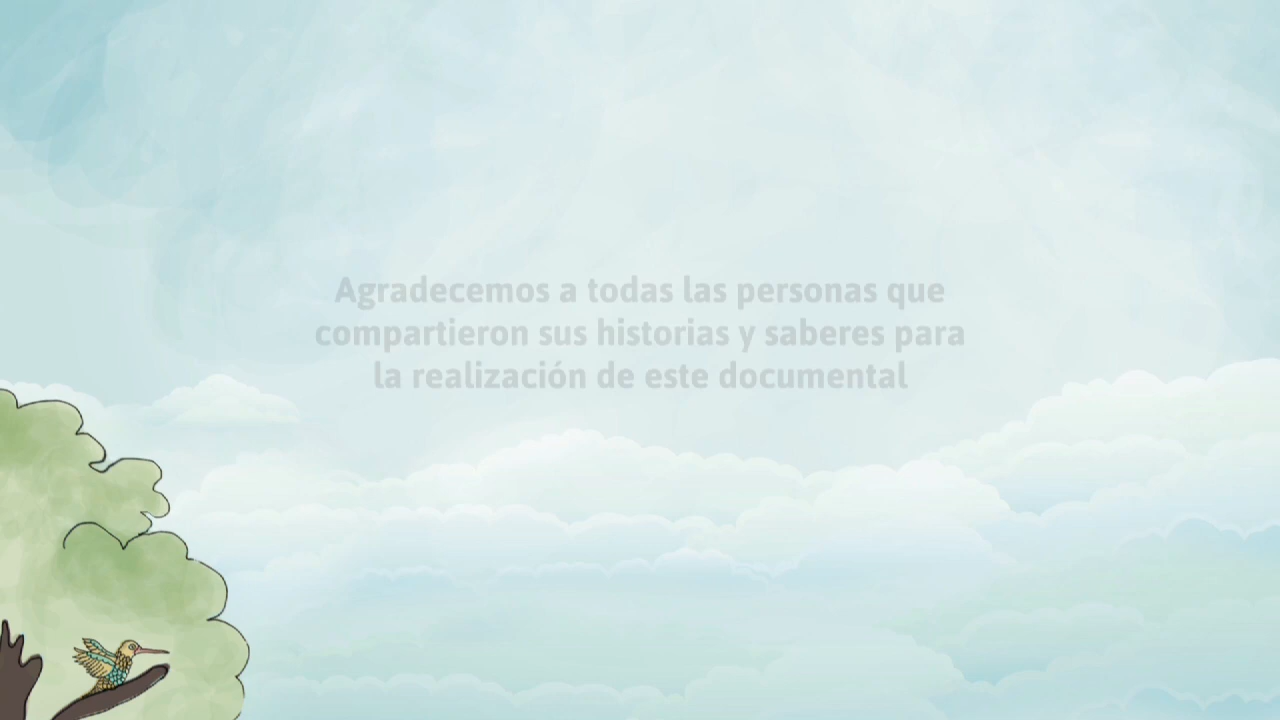 Agradecemos a todas las personas que
compartieron sus historias y saberes para
la realización de este documental